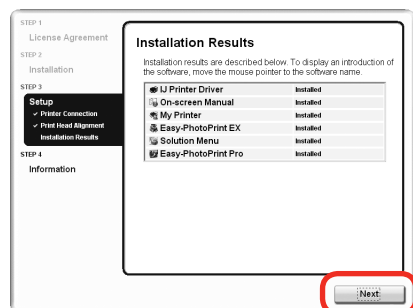 STEP 1
License Agreement
STEP 2
Installation
STEP 3
Setup
✓ Printer Connection
✓ Print Head Alignment
Installation Results
STEP 4
Information
Installation Results
Installation results are described below. To display an introduction of
the software, move the mouse pointer to the software name.
IJ Printer Driver Installed
On-screen Manual Installed
My Printer Installed
Easy-PhotoPrint EX Installed
Solution Menu Installed
Easy-PhotoPrint Pro Installed
Next